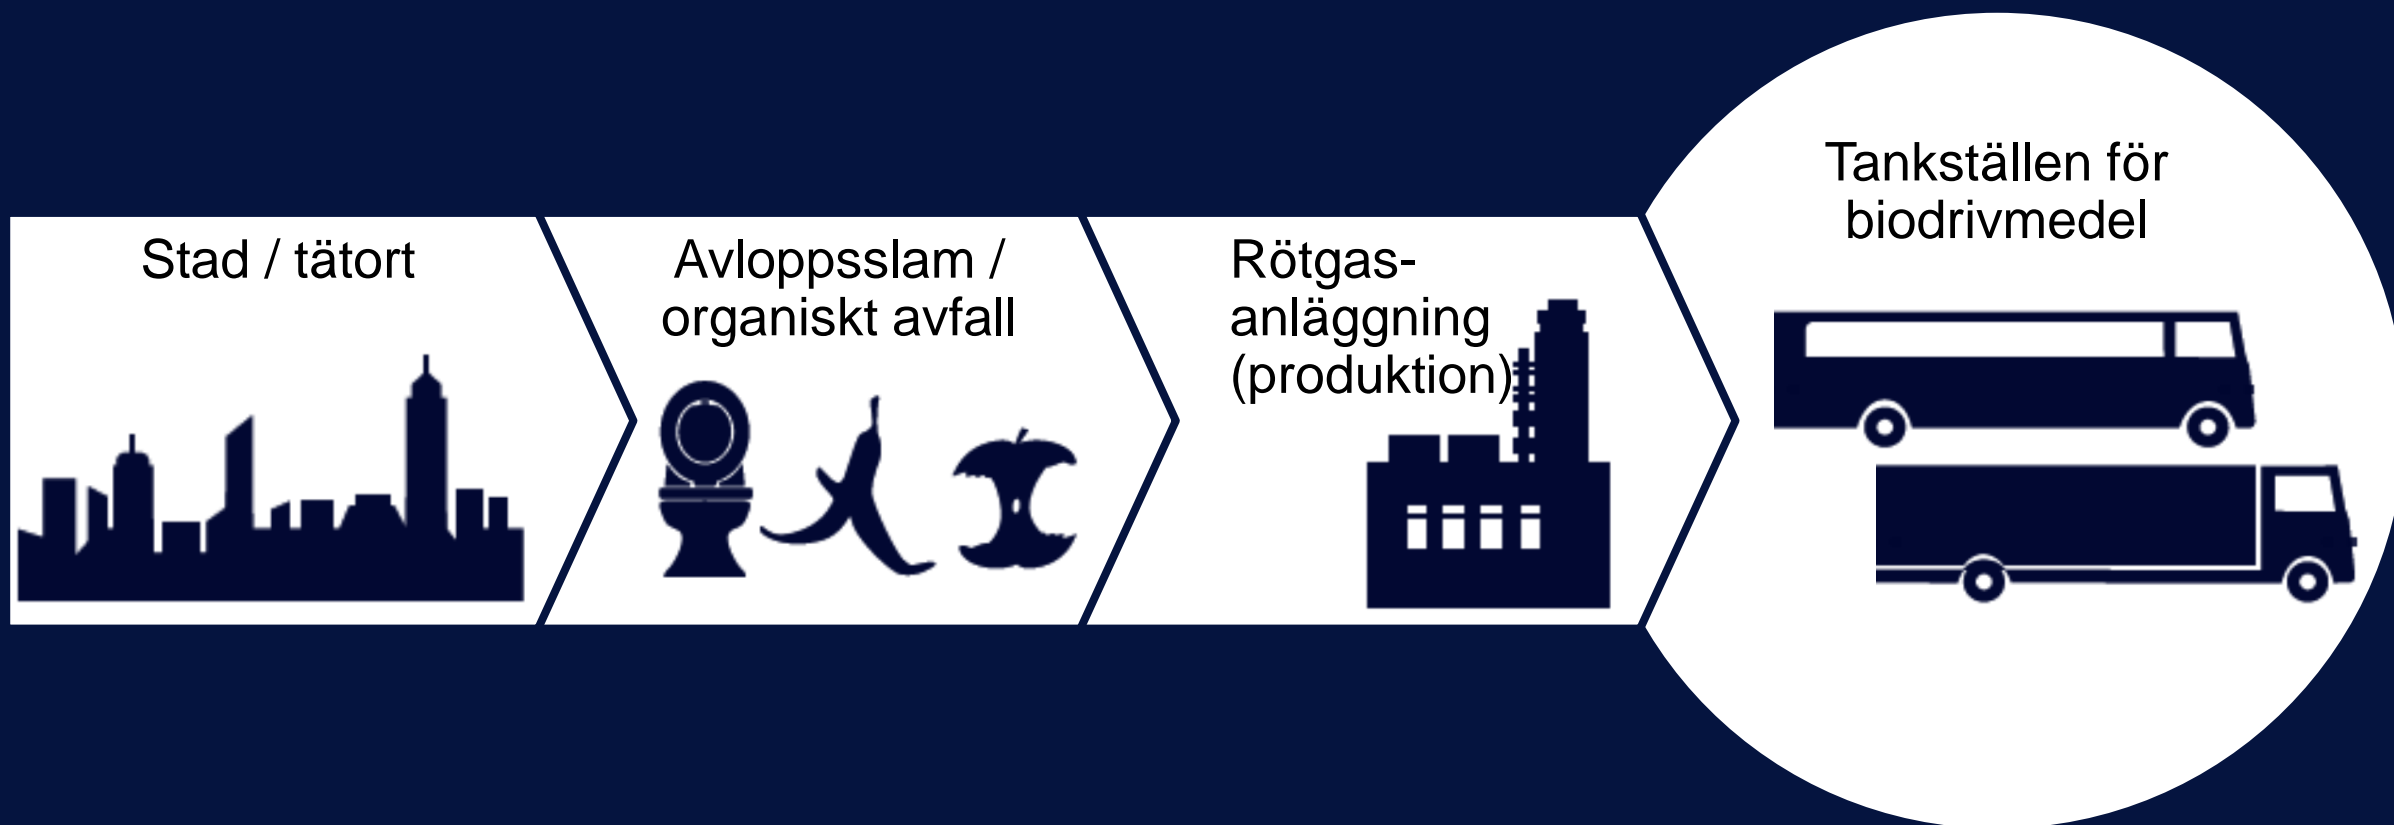 Stad / tätort
Avloppsslam /
organiskt avfall
Rötgas-
anläggning
(produktion)
Tankställen för
biodrivmedel